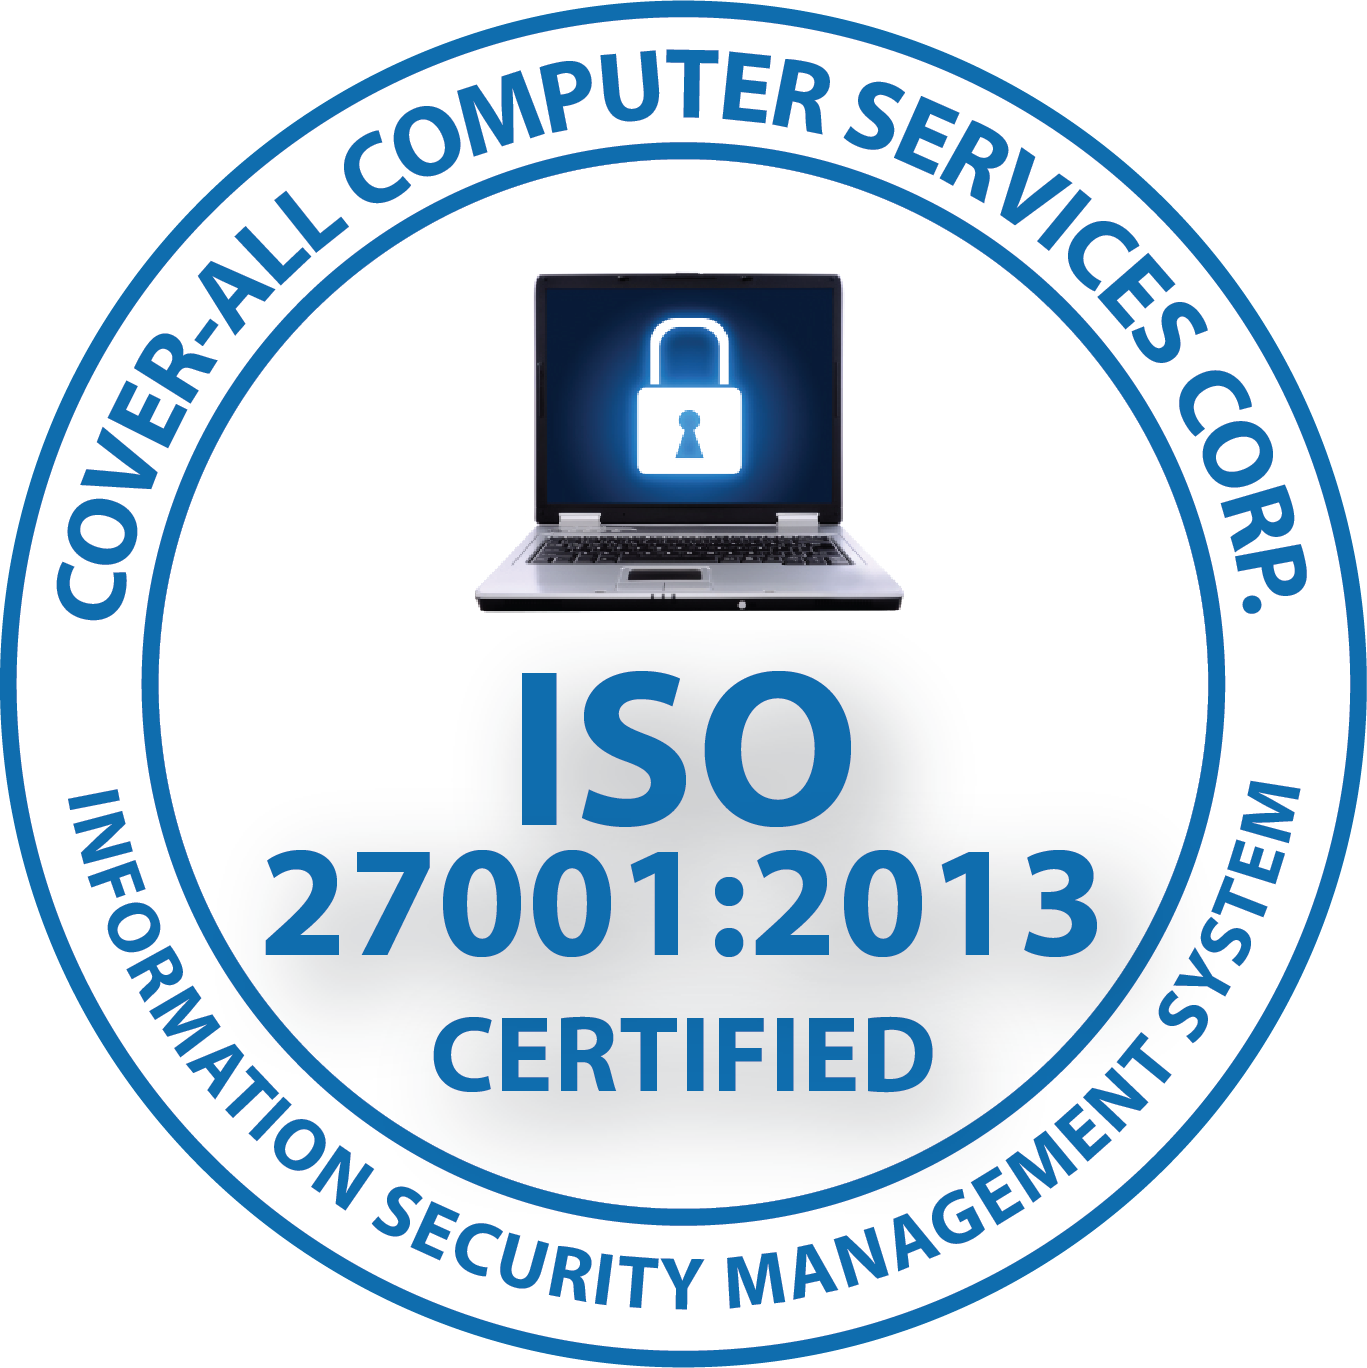 COVER-ALL COMPUTER SERVICES CORP.
ISO
27001:2013
CERTIFIED
INFORMATION SECURITY MANAGEMENT SYSTEM